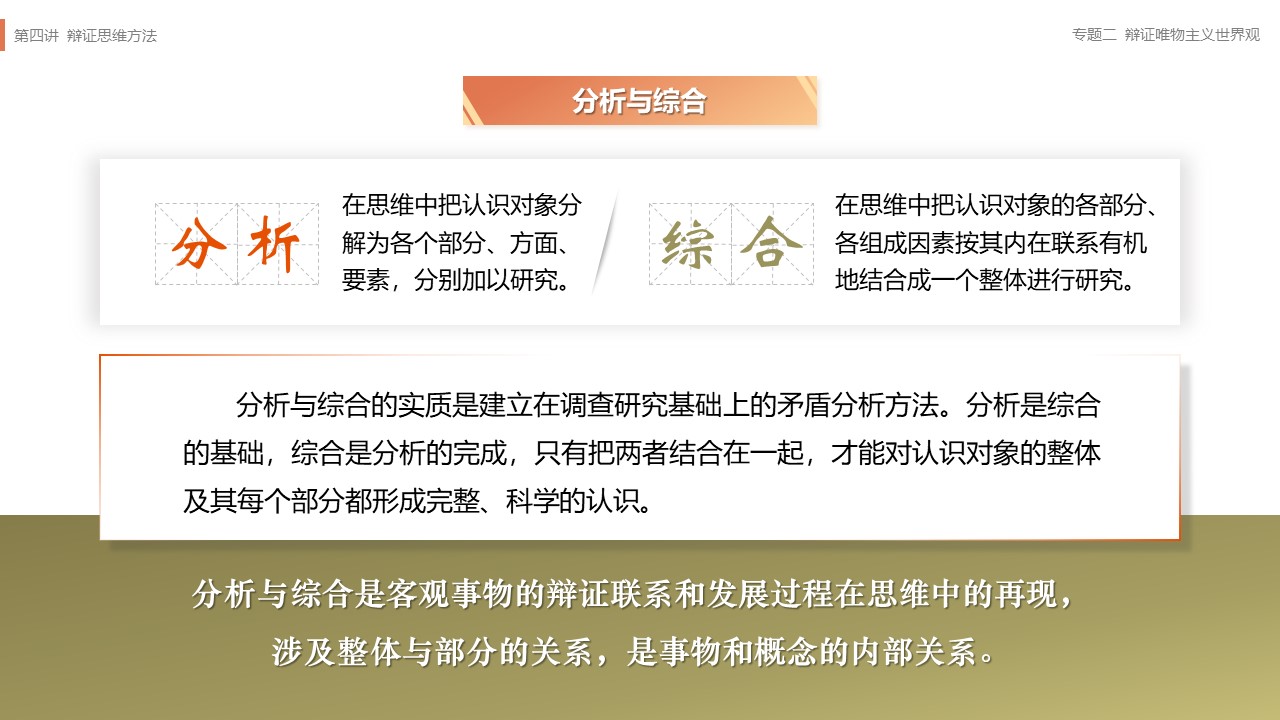 第四讲 辩证思维方法
专题二 辩证唯物主义世界观
分析与综合
分析
在思维中把认识对象分
解为各个部分、方面、
要素，分别加以研究。
综合
在思维中把认识对象的各部分、
各组成因素按其内在联系有机
地结合成一个整体进行研究。
分析与综合的实质是建立在调查研究基础上的矛盾分析方法。分析是综合
的基础，综合是分析的完成，只有把两者结合在一起，才能对认识对象的整体
及其每个部分都形成完整、科学的认识。
分析与综合是客观事物的辩证联系和发展过程在思维中的再现，
涉及整体与部分的关系，是事物和概念的内部关系。